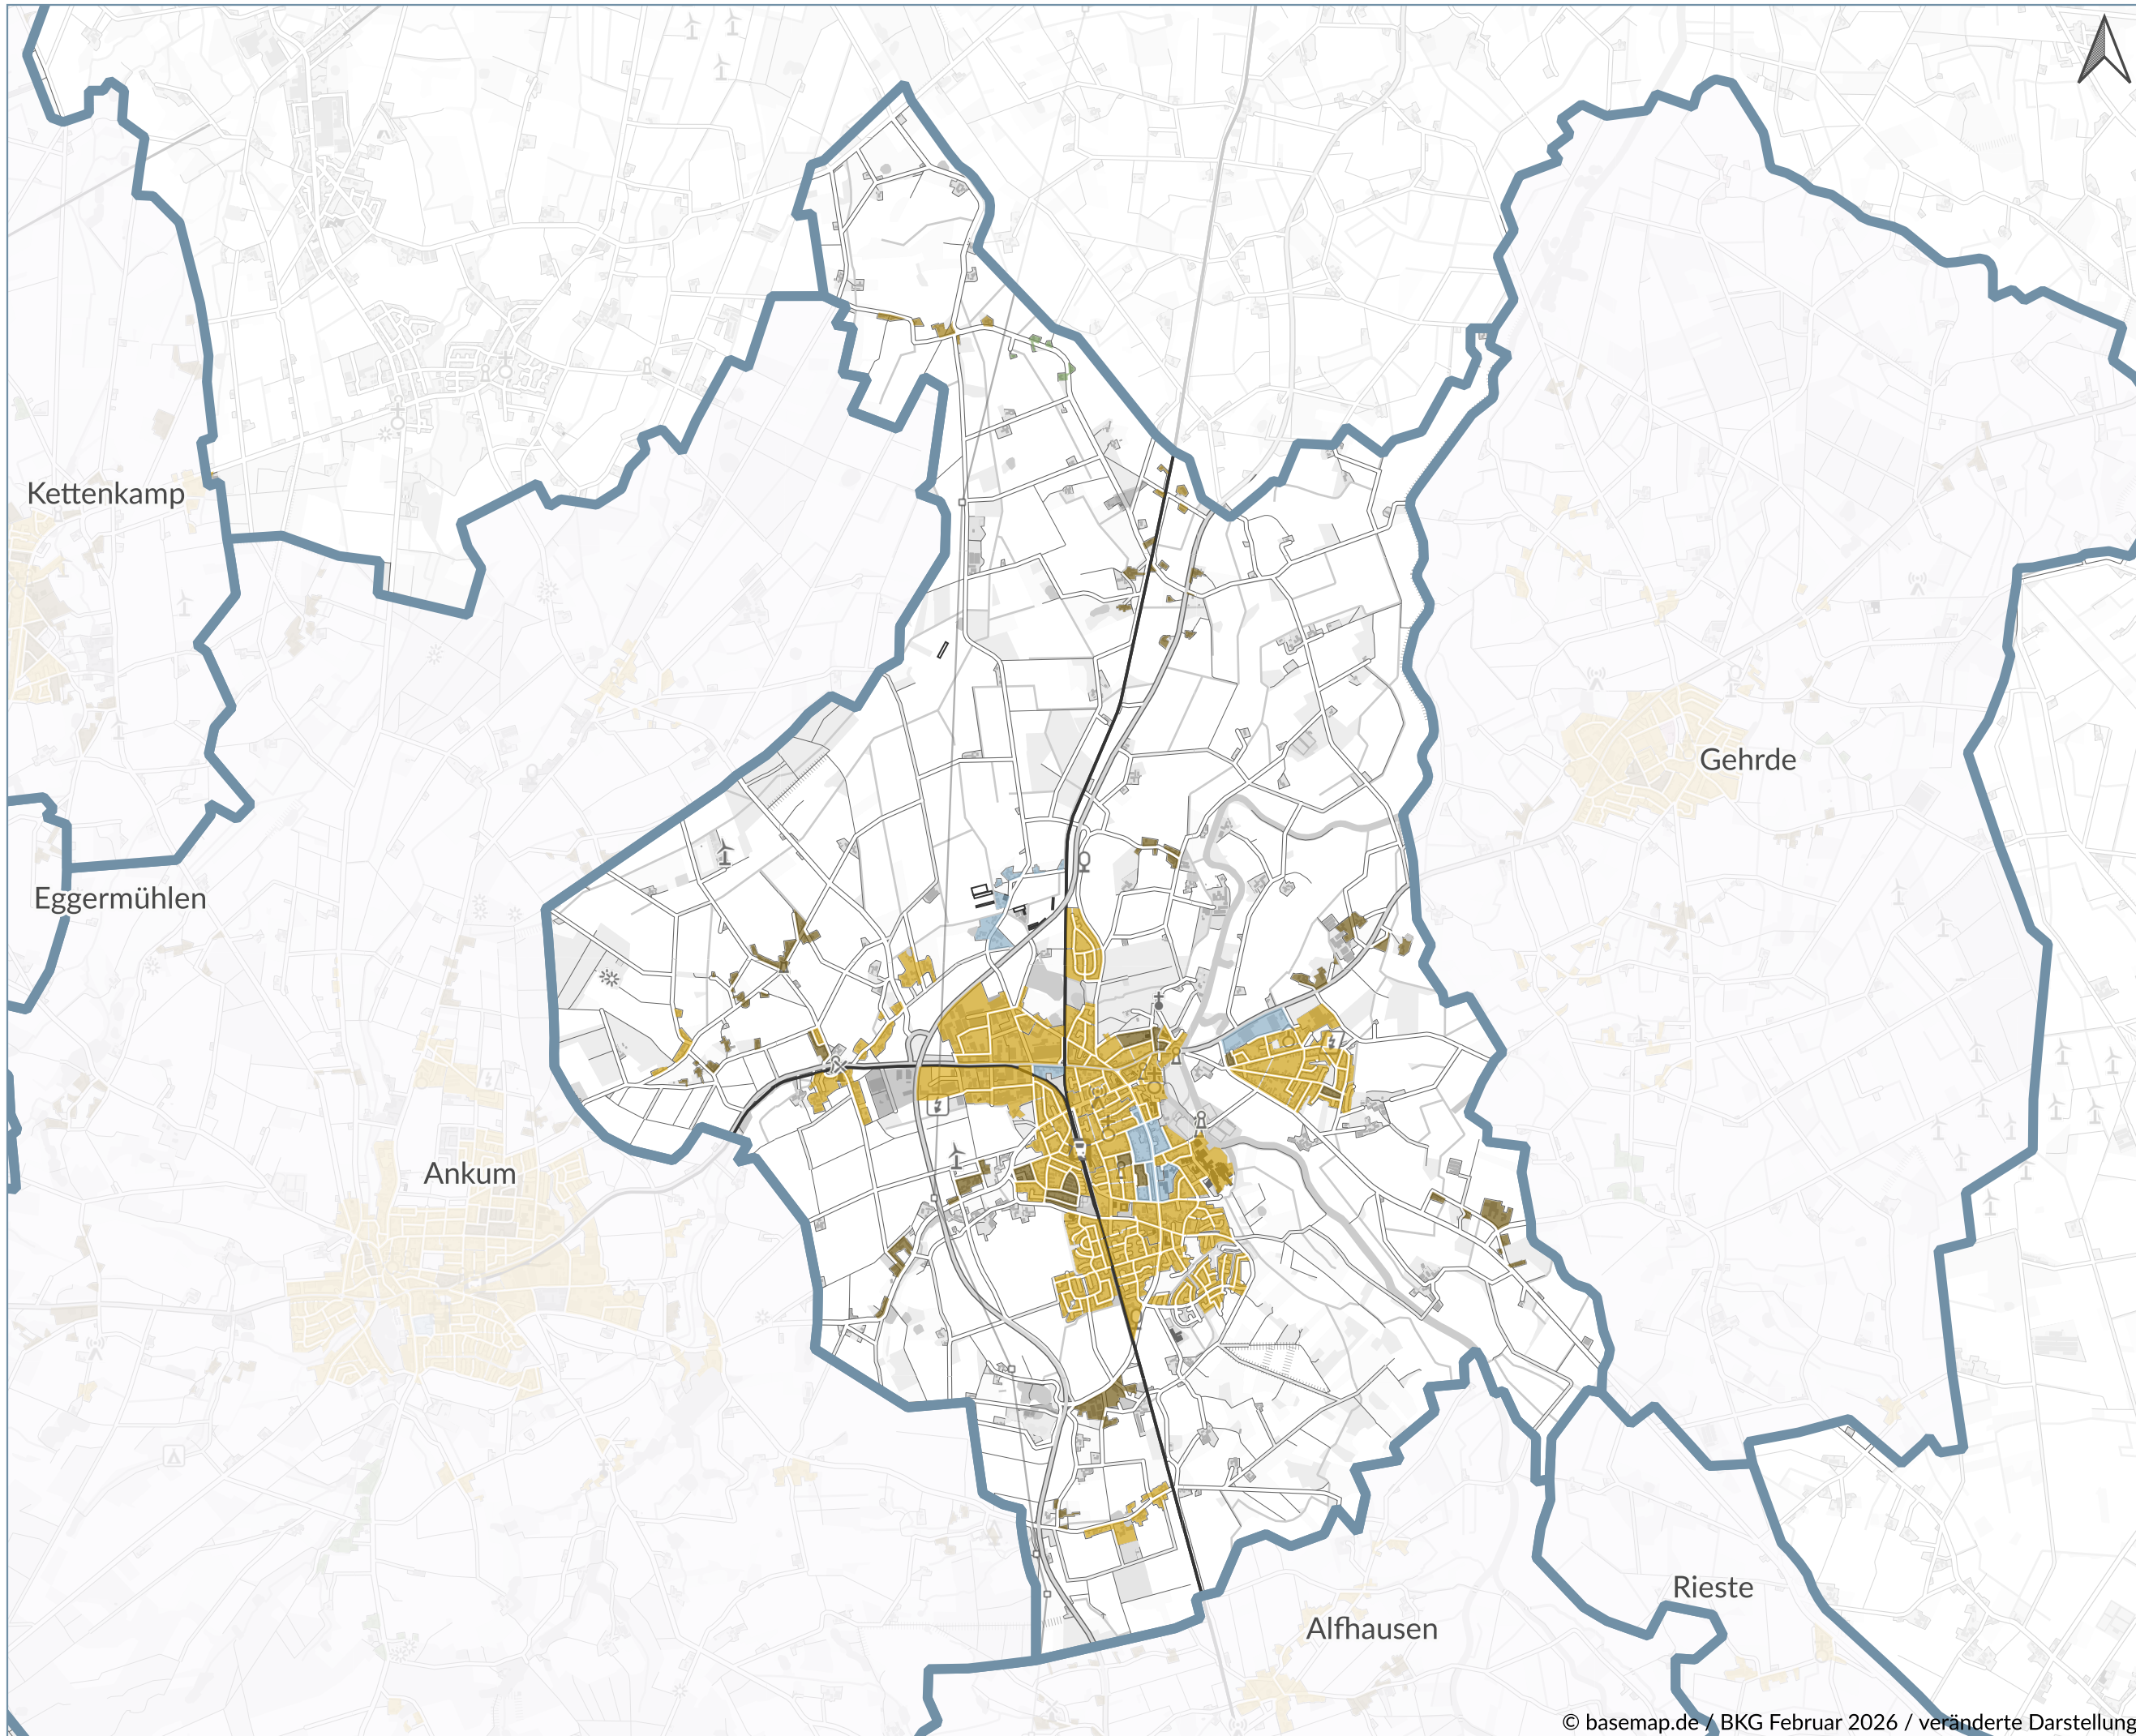 Kettenkamp
Gehrde
Eggermühlen
Ankum
Rieste
Alfhausen
© basemap.de / BKG Februar 2026 / veränderte Darstellung